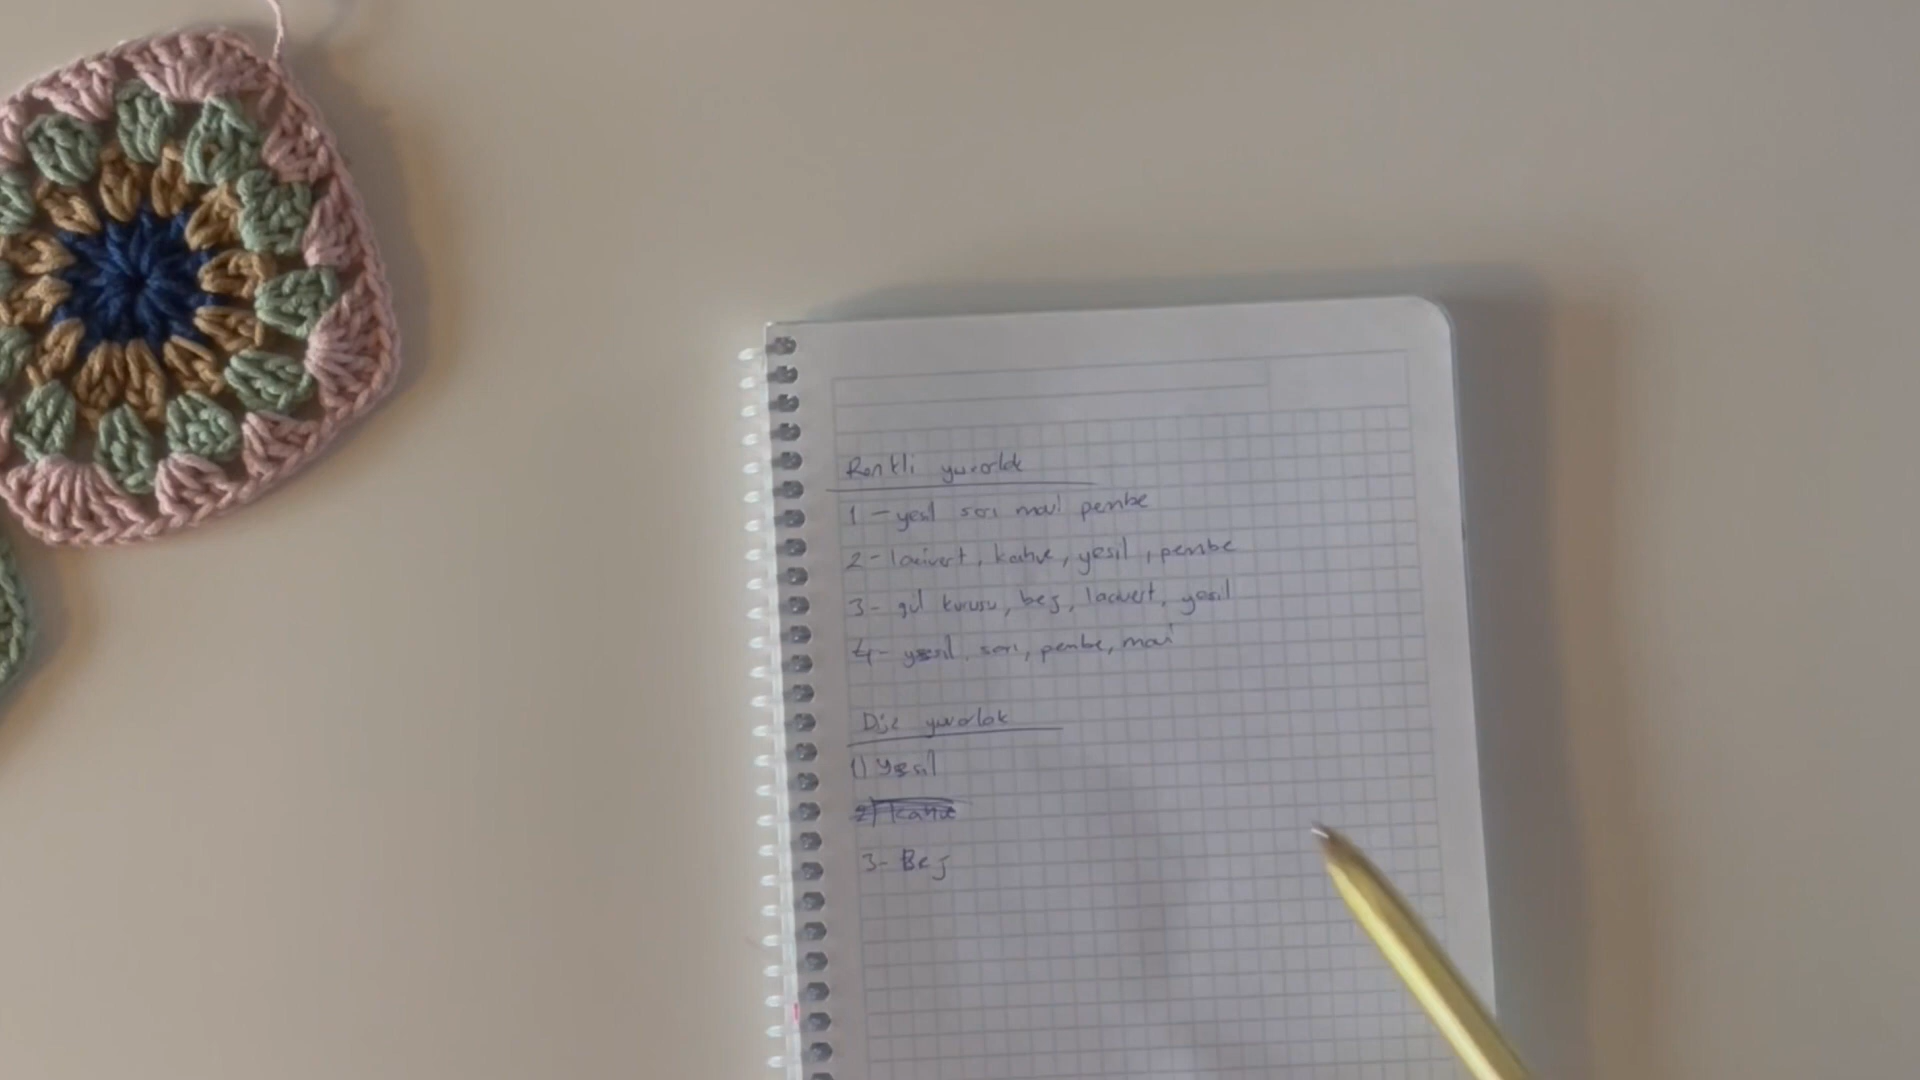 Renkli yuvarlak
1 - yeşil sarı mavi pembe
2 - lacivert, kahve, yeşil, pembe
3 - gül kurusu, bej, lacivert, yeşil
4 - yeşil, sarı, pembe, mavi
Düz yuvarlak
1) Yeşil
2) kahve
3 - Bej